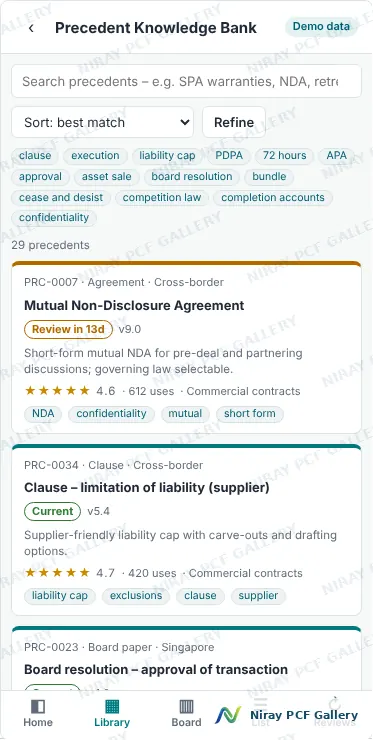 ‹ Precedent Knowledge Bank Demo data
Search precedents – e.g. SPA warranties, NDA, retre
Sort: best match Refine
clause execution liability cap PDPA 72 hours APA
approval asset sale board resolution bundle
cease and desist competition law completion accounts
confidentiality
29 precedents
PRC-0007 · Agreement · Cross-border
Mutual Non-Disclosure Agreement
Review in 13d v9.0
Short-form mutual NDA for pre-deal and partnering
discussions; governing law selectable.
★★★★★ 4.6 · 612 uses · Commercial contracts
NDA confidentiality mutual short form
PRC-0034 · Clause · Cross-border
Clause – limitation of liability (supplier)
Current v5.4
Supplier-friendly liability cap with carve-outs and drafting
options.
★★★★★ 4.7 · 420 uses · Commercial contracts
liability cap exclusions clause supplier
PRC-0023 · Board paper · Singapore
Board resolution – approval of transaction
Home Library Board List Reviews
Niray PCF Gallery
NIRAY PCF GALLERY